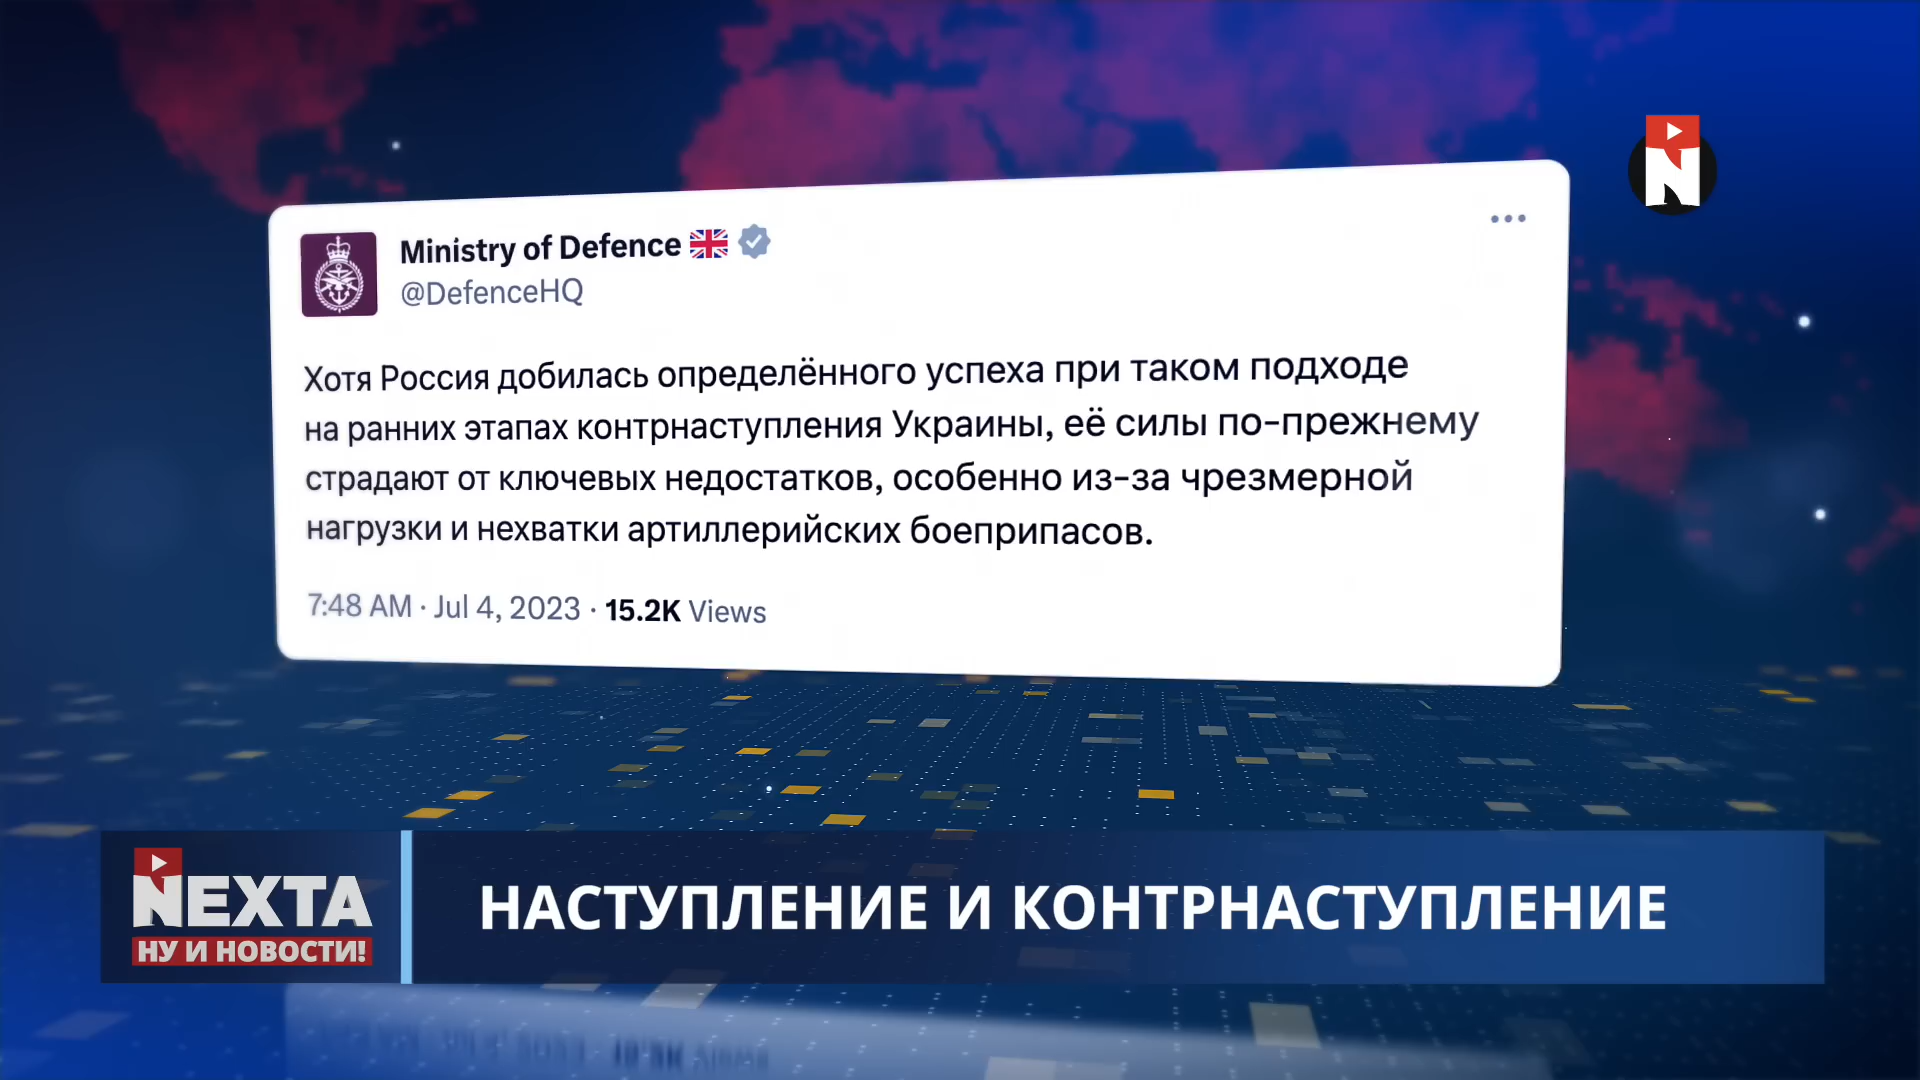 Ministry of Defence
@DefenceHQ
Хотя Россия добилась определённого успеха при таком подходе
на ранних этапах контрнаступления Украины, её силы по-прежнему
страдают от ключевых недостатков, особенно из-за чрезмерной
нагрузки и нехватки артиллерийских боеприпасов.
7:48 AM · Jul 4, 2023 · 15.2K Views
NEXTA
НУ И НОВОСТИ!
НАСТУПЛЕНИЕ И КОНТРНАСТУПЛЕНИЕ